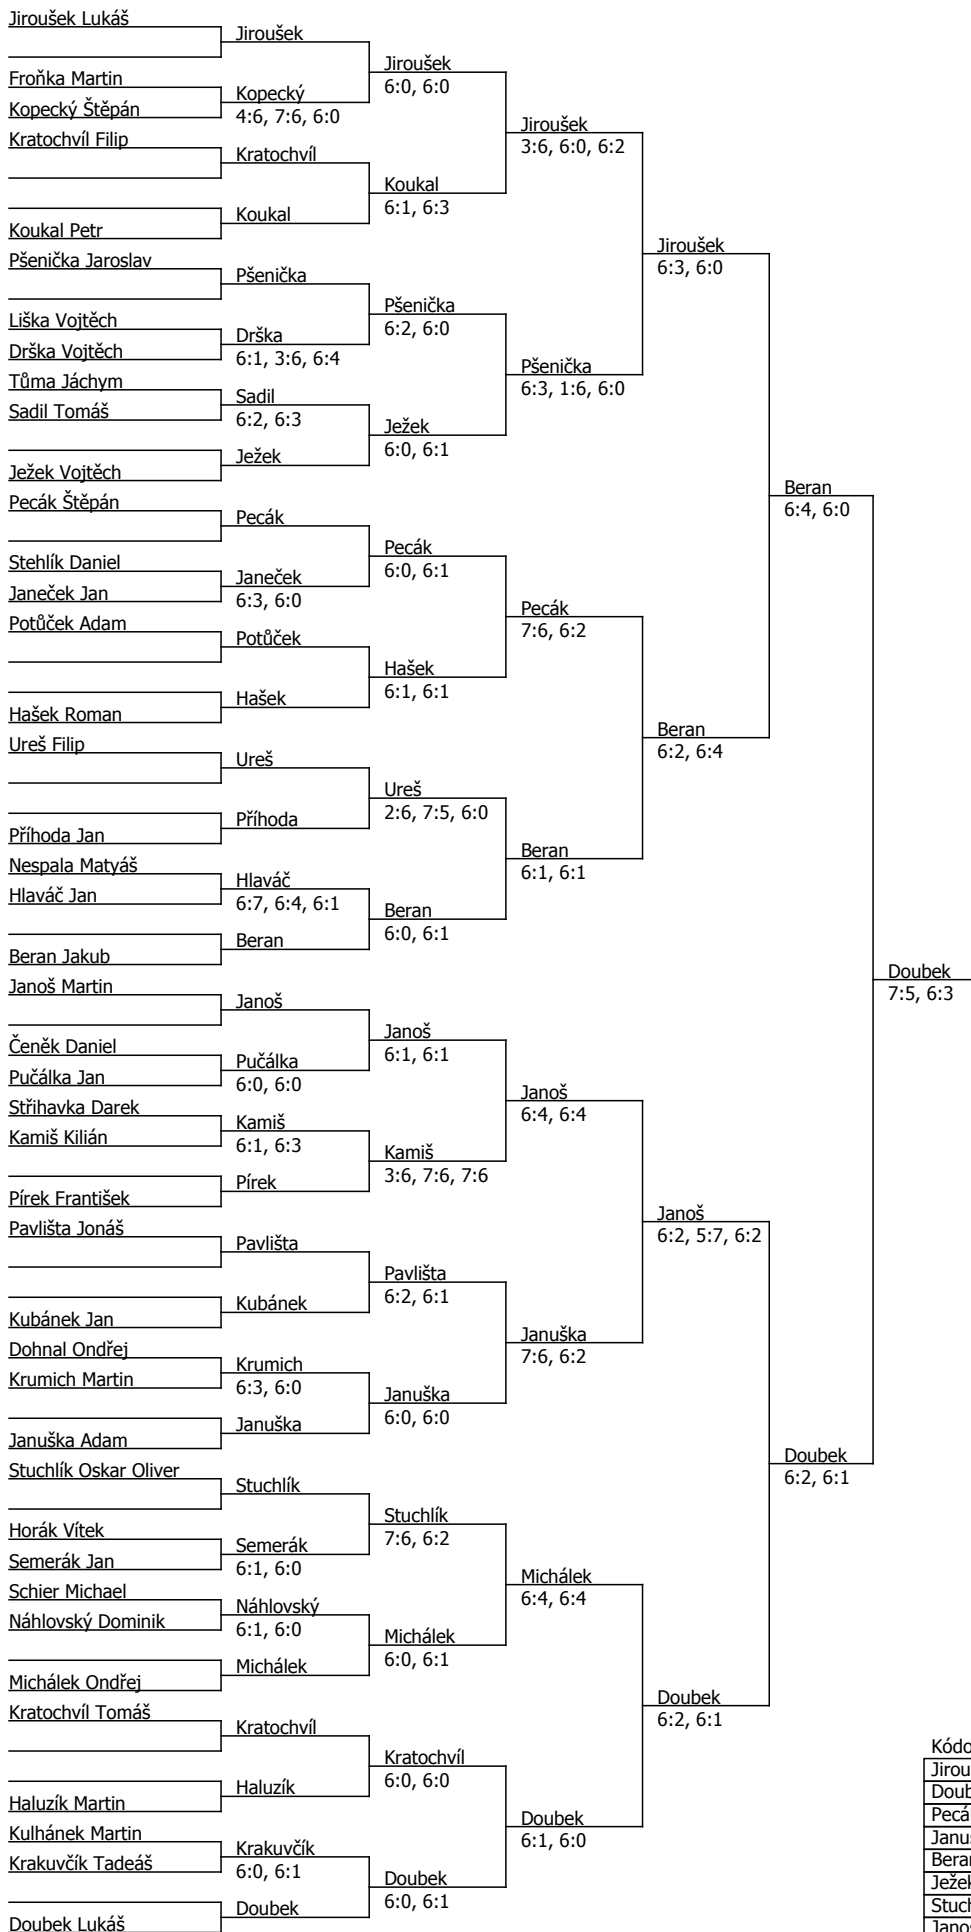 Jiroušek Lukáš
Froňka Martin
Kopecký Štěpán
Kratochvíl Filip
Koukal Petr
Pšenička Jaroslav
Liška Vojtěch
Drška Vojtěch
Tůma Jáchym
Sadil Tomáš
Ježek Vojtěch
Pecák Štěpán
Stehlík Daniel
Janeček Jan
Potůček Adam
Hašek Roman
Ureš Filip
Příhoda Jan
Nespala Matyáš
Hlaváč Jan
Beran Jakub
Janoš Martin
Čeněk Daniel
Pučálka Jan
Střihavka Darek
Kamiš Kilián
Pírek František
Pavlišta Jonáš
Kubánek Jan
Dohnal Ondřej
Krumich Martin
Januška Adam
Stuchlík Oskar Oliver
Horák Vítek
Semerák Jan
Schier Michael
Náhlovský Dominik
Michálek Ondřej
Kratochvíl Tomáš
Haluzík Martin
Kulhánek Martin
Krakuvčík Tadeáš
Doubek Lukáš
Jiroušek
Kopecký
4:6, 7:6, 6:0
Kratochvíl
Koukal
Pšenička
Drška
6:1, 3:6, 6:4
Sadil
6:2, 6:3
Ježek
Pecák
Janeček
6:3, 6:0
Potůček
Hašek
Ureš
Příhoda
Hlaváč
6:7, 6:4, 6:1
Beran
Janoš
Pučálka
6:0, 6:0
Kamiš
6:1, 6:3
Pírek
Pavlišta
Kubánek
Krumich
6:3, 6:0
Januška
Stuchlík
Semerák
6:1, 6:0
Náhlovský
6:1, 6:0
Michálek
Kratochvíl
Haluzík
Krakuvčík
6:0, 6:1
Doubek
Jiroušek
6:0, 6:0
Koukal
6:1, 6:3
Pšenička
6:2, 6:0
Ježek
6:0, 6:1
Pecák
6:0, 6:1
Hašek
6:1, 6:1
Ureš
2:6, 7:5, 6:0
Beran
6:0, 6:1
Janoš
6:1, 6:1
Kamiš
3:6, 7:6, 7:6
Pavlišta
6:2, 6:1
Januška
6:0, 6:0
Stuchlík
7:6, 6:2
Michálek
6:0, 6:1
Kratochvíl
6:0, 6:0
Doubek
6:0, 6:1
Jiroušek
3:6, 6:0, 6:2
Pšenička
6:3, 1:6, 6:0
Pecák
7:6, 6:2
Beran
6:1, 6:1
Janoš
6:4, 6:4
Januška
7:6, 6:2
Michálek
6:4, 6:4
Doubek
6:1, 6:0
Jiroušek
6:3, 6:0
Beran
6:2, 6:4
Janoš
6:2, 5:7, 6:2
Doubek
6:2, 6:1
Beran
6:4, 6:0
Doubek
6:2, 6:1
Doubek
7:5, 6:3